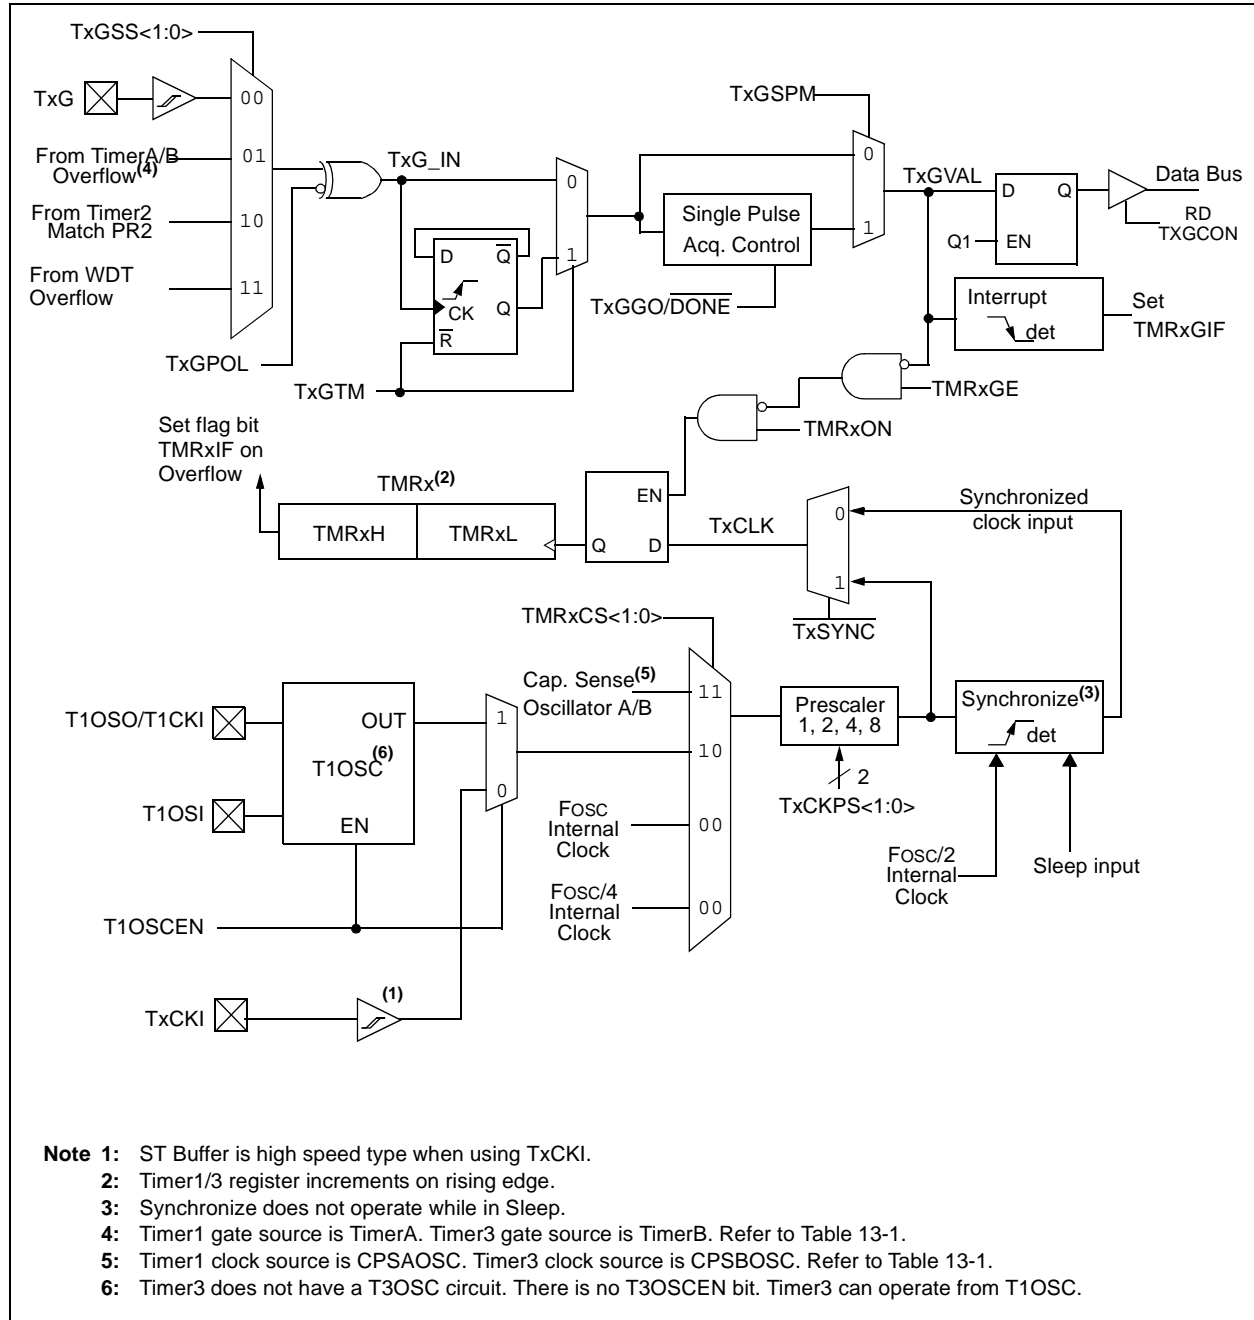 TxGSS<1:0>
TxG
00
From TimerA/B
Overflow(4)
01
From Timer2
Match PR2
10
From WDT
Overflow
11
TxGPOL
TxG_IN
0
1
D
Q
CK
Q
R
TxGTM
TxGSPM
0
1
Single Pulse
Acq. Control
TxGGO/DONE
TxGVAL
D
Q
Q1
EN
Data Bus
RD
TXGCON
Interrupt
det
Set
TMRxGIF
TMRxGE
TMRxON
Set flag bit
TMRxIF on
Overflow
TMRx(2)
TMRxH
TMRxL
EN
Q
D
TxCLK
0
1
TxSYNC
Synchronized
clock input
TMRxCS<1:0>
Cap. Sense(5)
Oscillator A/B
11
10
00
00
T1OSO/T1CKI
T1OSI
OUT
T1OSC(6)
EN
1
0
FOSC
Internal
Clock
FOSC/4
Internal
Clock
T1OSCEN
TxCKI
(1)
Prescaler
1, 2, 4, 8
2
TxCKPS<1:0>
Synchronize(3)
det
FOSC/2
Internal
Clock
Sleep input
Note 1: ST Buffer is high speed type when using TxCKI.
2: Timer1/3 register increments on rising edge.
3: Synchronize does not operate while in Sleep.
4: Timer1 gate source is TimerA. Timer3 gate source is TimerB. Refer to Table 13-1.
5: Timer1 clock source is CPSAOSC. Timer3 clock source is CPSBOSC. Refer to Table 13-1.
6: Timer3 does not have a T3OSC circuit. There is no T3OSCEN bit. Timer3 can operate from T1OSC.